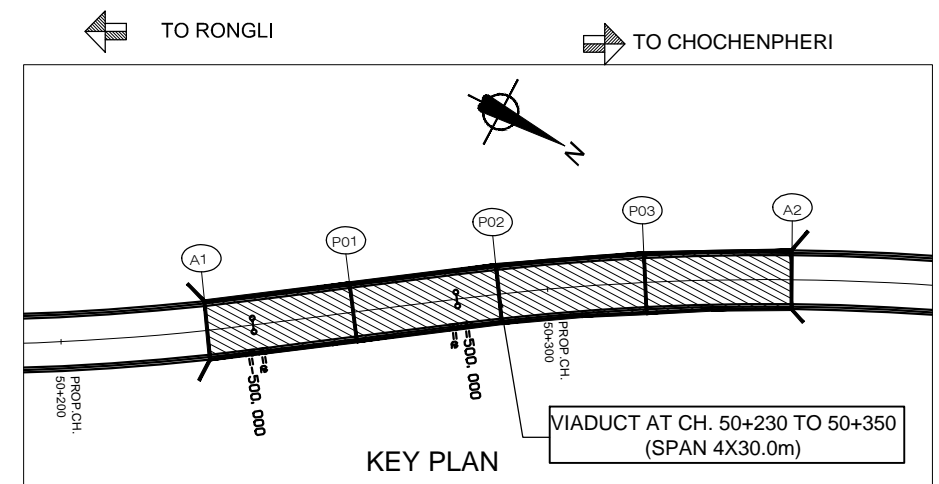 TO RONGLI
TO CHOCHENPHERI
N
A1
P01
P02
P03
A2
PROP.CH.
50+200
=e
=-500. 000
=e
=500. 000
PROP.CH.
50+300
VIADUCT AT CH. 50+230 TO 50+350
(SPAN 4X30.0m)
KEY PLAN